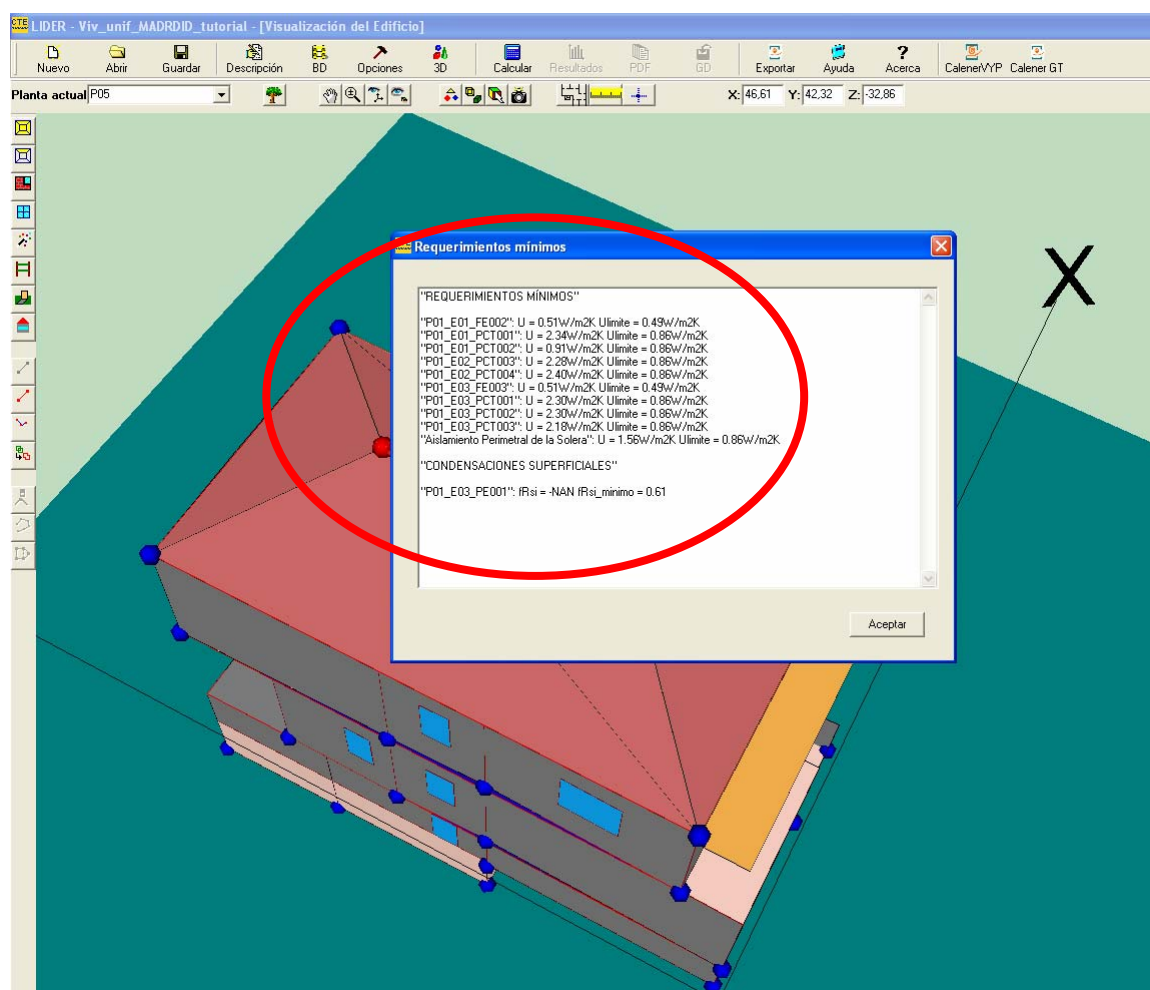 CTE LIDER - Viv_unif_MADRDID_tutorial - [Visualización del Edificio]
Nuevo Abrir Guardar Descripción BD Opciones 3D Calcular Resultados PDF GD Exportar Ayuda Acerca CalenerVYP Calener GT
Planta actual P05 X: 46,61 Y: 42,32 Z: -32,86
Requerimientos mínimos
"REQUERIMIENTOS MÍNIMOS"
"P01_E01_FE002": U = 0.51W/m2K Ulimite = 0.49W/m2K
"P01_E01_PCT001": U = 2.34W/m2K Ulimite = 0.86W/m2K
"P01_E01_PCT002": U = 0.91W/m2K Ulimite = 0.86W/m2K
"P01_E02_PCT003": U = 2.28W/m2K Ulimite = 0.86W/m2K
"P01_E02_PCT004": U = 2.40W/m2K Ulimite = 0.86W/m2K
"P01_E03_FE003": U = 0.51W/m2K Ulimite = 0.49W/m2K
"P01_E03_PCT001": U = 2.30W/m2K Ulimite = 0.86W/m2K
"P01_E03_PCT002": U = 2.30W/m2K Ulimite = 0.86W/m2K
"P01_E03_PCT003": U = 2.18W/m2K Ulimite = 0.86W/m2K
"Aislamiento Perimetral de la Solera": U = 1.56W/m2K Ulimite = 0.86W/m2K
"CONDENSACIONES SUPERFICIALES"
"P01_E03_PE001": fRsi = -NAN fRsi_minimo = 0.61
Aceptar
X